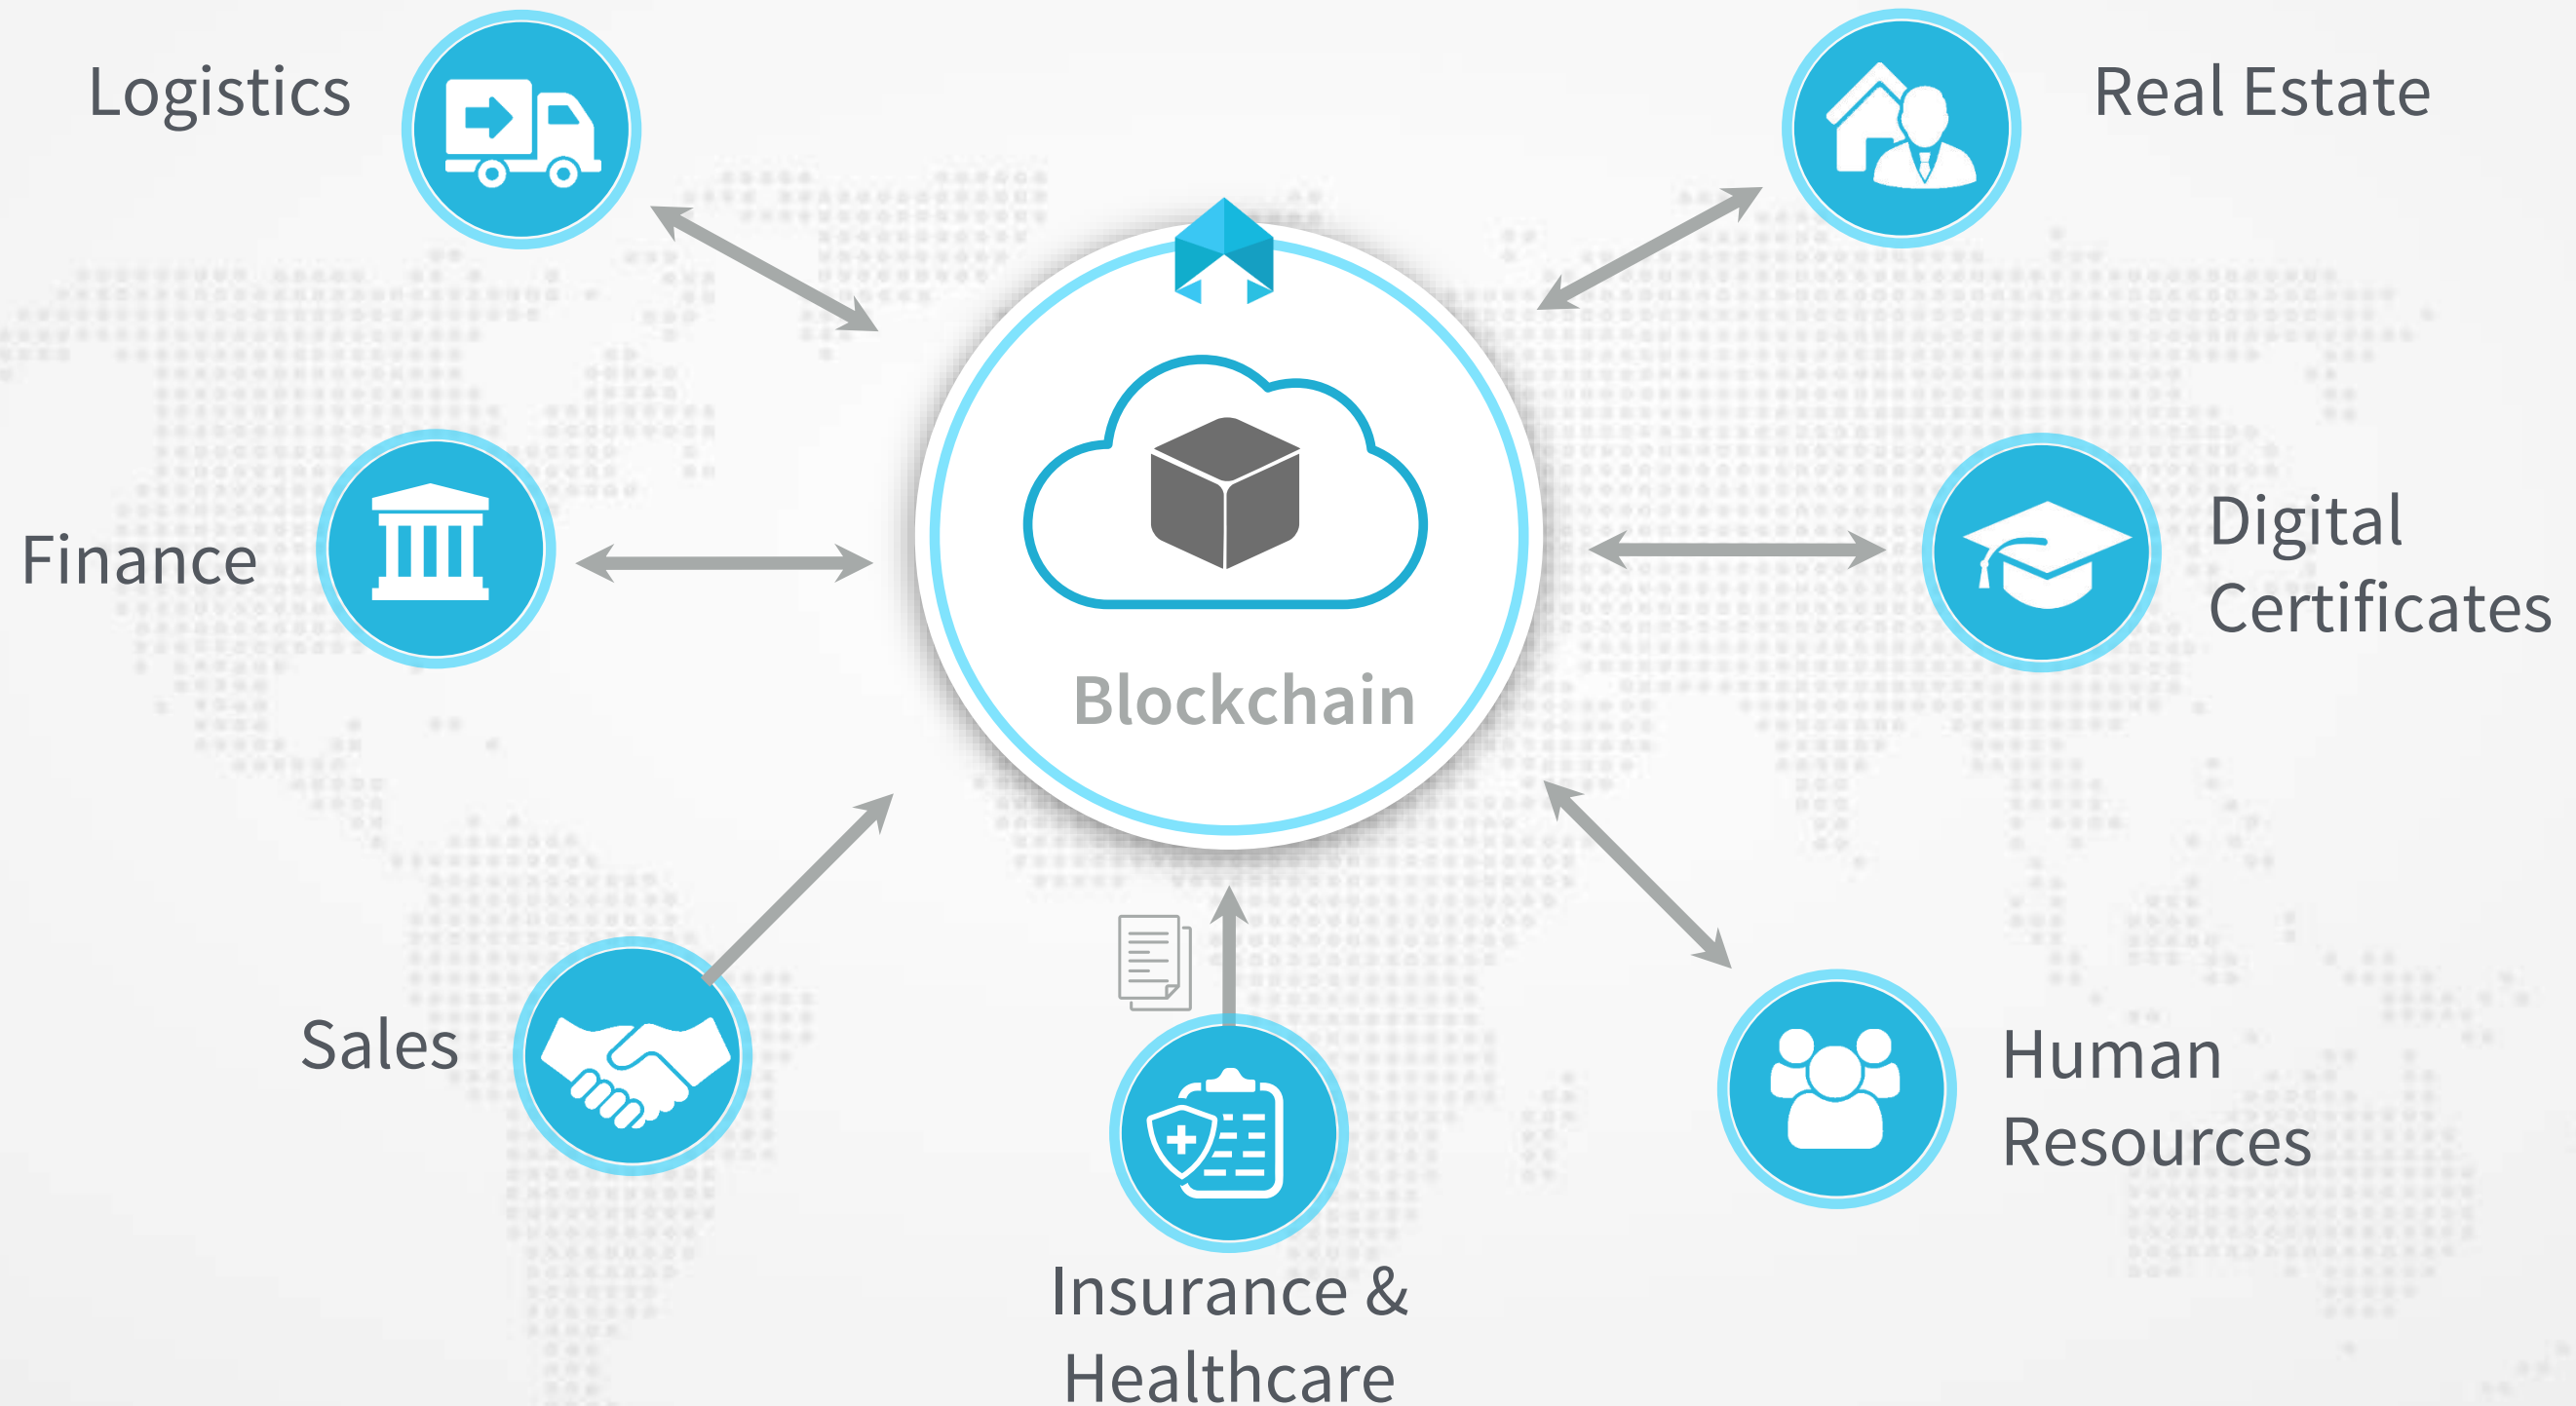 Logistics
Real Estate
Finance
Blockchain
Digital
Certificates
Sales
Human
Resources
Insurance &
Healthcare